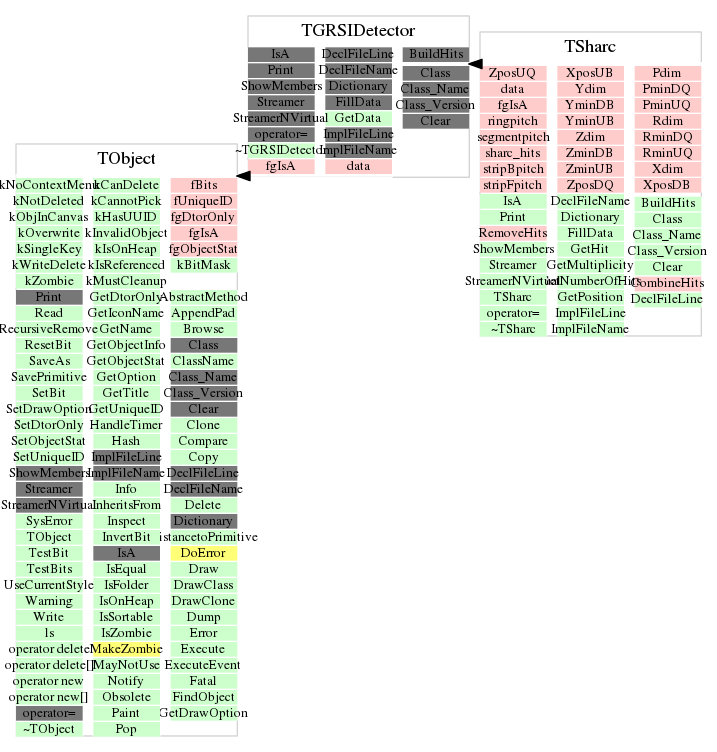 TGRSIDetector
IsA DeclFileLine BuildHits
Print DeclFileName Class
ShowMembers Dictionary Class_Name
Streamer FillData Class_Version
StreamerNVirtual GetData Clear
operator= ImplFileLine
~TGRSIDetector ImplFileName
fgIsA data
TSharc
ZposUQ XposUB Pdim
data Ydim PminDQ
fgIsA YminDB PminUQ
ringpitch YminUB Rdim
segmentpitch Zdim RminDQ
sharc_hits ZminDB RminUQ
stripBpitch ZminUB Xdim
stripFpitch ZposDQ XposDB
IsA DeclFileName BuildHits
Print Dictionary Class
RemoveHits FillData Class_Name
ShowMembers GetHit Class_Version
Streamer GetMultiplicity Clear
StreamerNVirtual CombineHits
TSharc GetPosition DeclFileLine
operator= ImplFileLine
~TSharc ImplFileName
TObject
kNoContextMenu kCanDelete fBits
kNotDeleted kCannotPick fUniqueID
kObjInCanvas kHasUUID fgDtorOnly
kOverwrite kInvalidObject fgIsA
kSingleKey kIsOnHeap fgObjectStat
kWriteDelete kIsReferenced kBitMask
kZombie kMustCleanup
Print GetDtorOnly AbstractMethod
Read GetIconName AppendPad
RecursiveRemove GetName Browse
ResetBit GetObjectInfo Class
SaveAs GetObjectStat ClassName
SavePrimitive GetOption Class_Name
SetBit GetTitle Class_Version
SetDrawOption GetUniqueID Clear
SetDtorOnly HandleTimer Clone
SetObjectStat Hash Compare
SetUniqueID ImplFileLine Copy
ShowMembers ImplFileName DeclFileLine
Streamer Info DeclFileName
StreamerNVirtual InheritsFrom Delete
SysError Inspect Dictionary
TObject InvertBit istancetoPrimitive
TestBit IsA DoError
TestBits IsEqual Draw
UseCurrentStyle IsFolder DrawClass
Warning IsOnHeap DrawClone
Write IsSortable Dump
ls IsZombie Error
operator delete MakeZombie Execute
operator delete[] MayNotUse ExecuteEvent
operator new Notify Fatal
operator new[] Obsolete FindObject
operator= Paint GetDrawOption
~TObject Pop